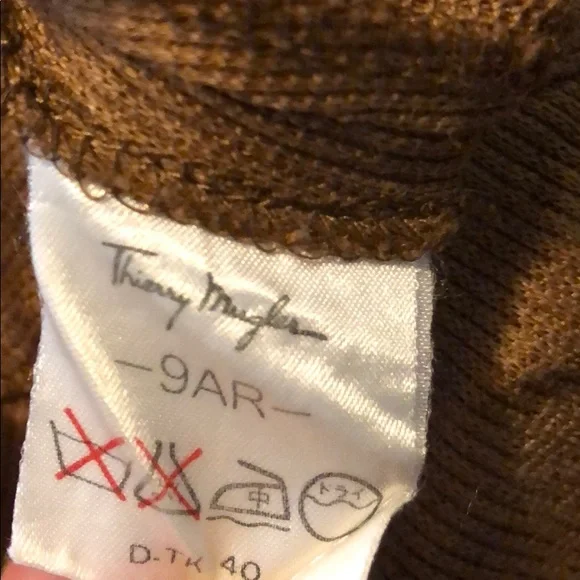 Thierry Mugler
-9AR-
中 ドライ
D-TK 40